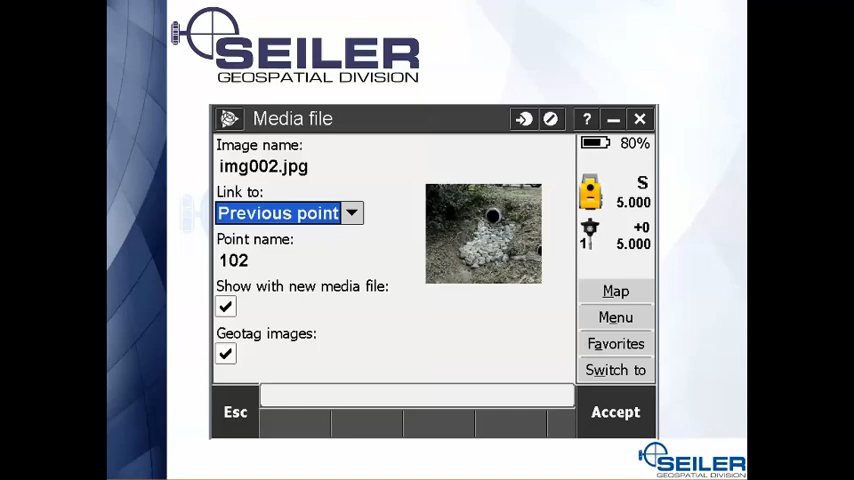 SEILER
GEOSPATIAL DIVISION
Media file
?
Image name:
img002.jpg
Link to:
Previous point
Point name:
102
Show with new media file:
Geotag images:
80%
S
5.000
+0
1
5.000
Map
Menu
Favorites
Switch to
Esc
Accept
SEILER
GEOSPATIAL DIVISION